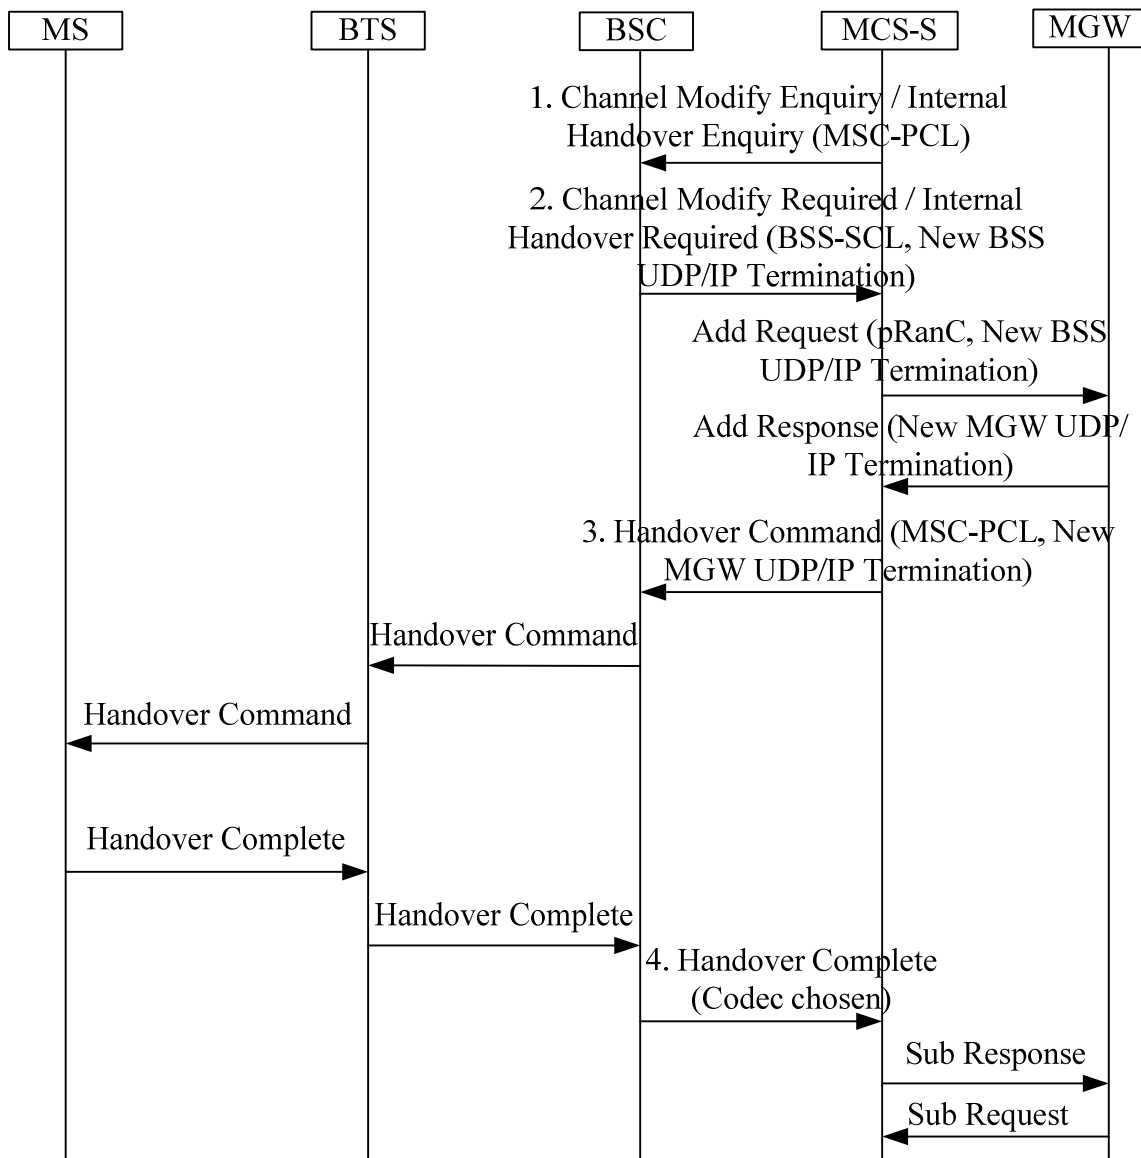 MS
BTS
BSC
MCS-S
MGW
1. Channel Modify Enquiry / Internal
Handover Enquiry (MSC-PCL)
2. Channel Modify Required / Internal
Handover Required (BSS-SCL, New BSS
UDP/IP Termination)
Add Request (pRanC, New BSS
UDP/IP Termination)
Add Response (New MGW UDP/
IP Termination)
3. Handover Command (MSC-PCL, New
MGW UDP/IP Termination)
Handover Command
Handover Command
Handover Complete
Handover Complete
4. Handover Complete
(Codec chosen)
Sub Response
Sub Request